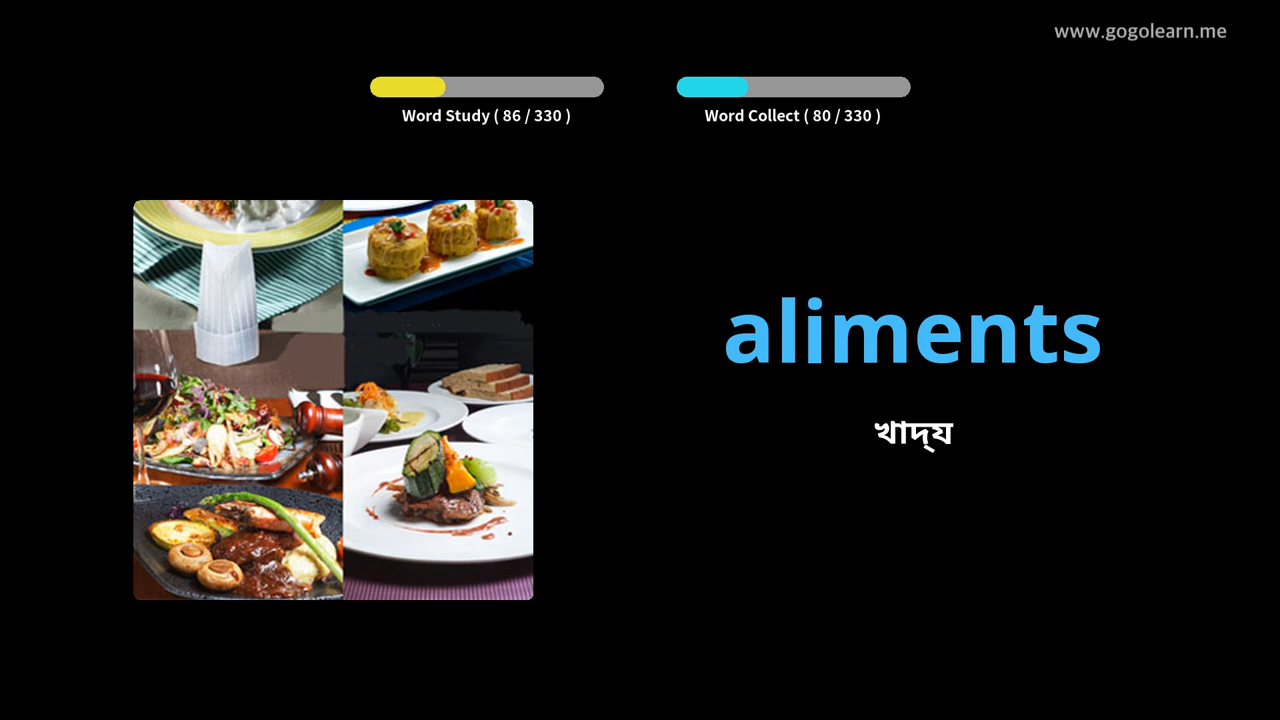 www.gogolearn.me
Word Study ( 86 / 330 )
Word Collect ( 80 / 330 )
aliments
খাদ্য